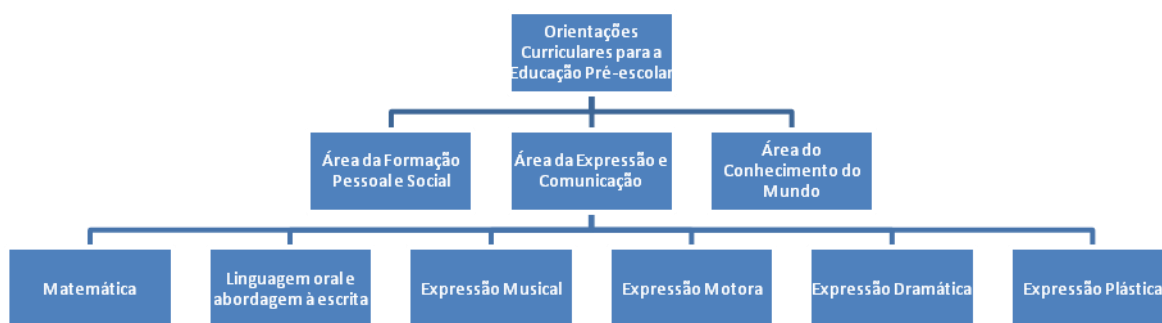 Orientações
Curriculares para a
Educação Pré-escolar
Área da Formação
Pessoal e Social
Área da Expressão e
Comunicação
Área do
Conhecimento do
Mundo
Matemática
Linguagem oral e
abordagem à escrita
Expressão Musical
Expressão Motora
Expressão Dramática
Expressão Plástica